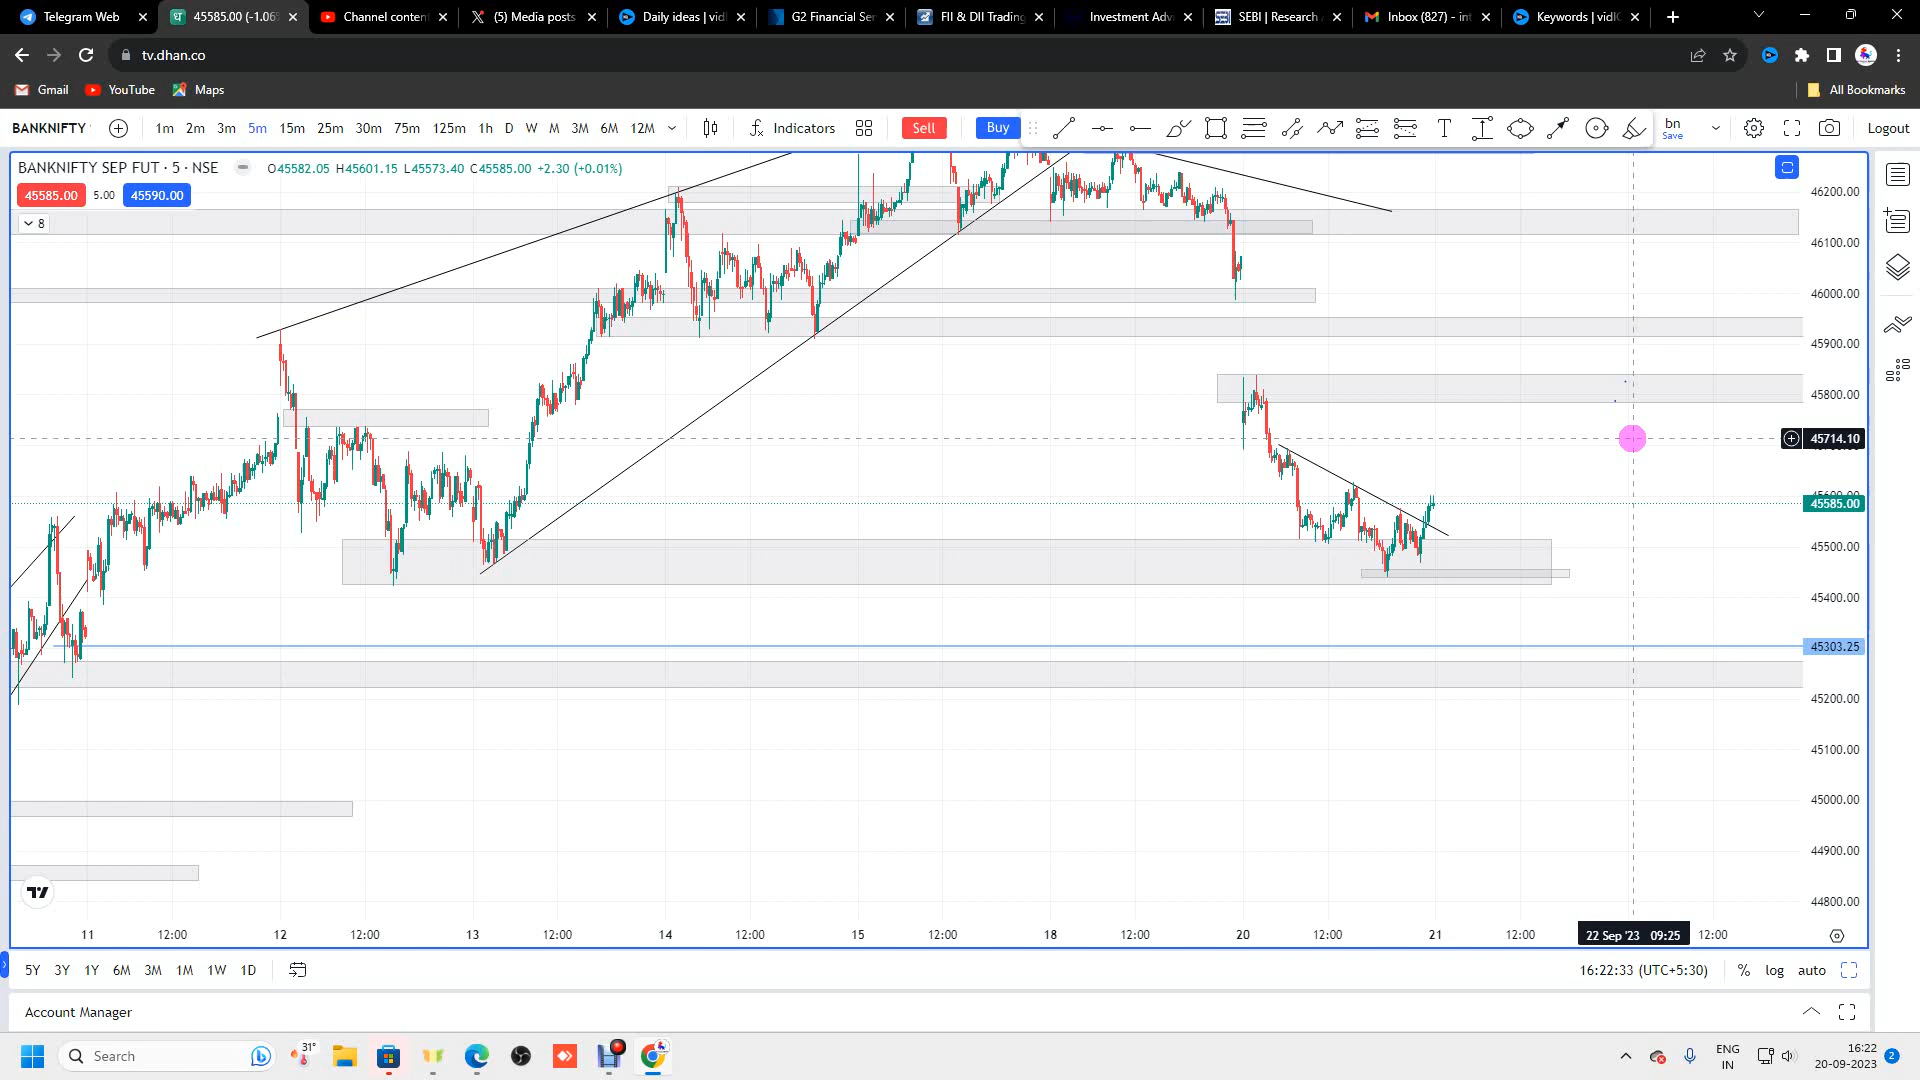 Telegram Web
45585.00 (-1.06
Channel conten
(5) Media posts
Daily ideas | vidI
G2 Financial Ser
FII & DII Trading
Investment Adv
SEBI | Research
Inbox (827) - int
Keywords | vidI
tv.dhan.co
Gmail YouTube Maps All Bookmarks
BANKNIFTY 1m 2m 3m 5m 15m 25m 30m 75m 125m 1h D W M 3M 6M 12M Indicators Sell Buy T bn Save Logout
BANKNIFTY SEP FUT · 5 · NSE O45582.05 H45601.15 L45573.40 C45585.00 +2.30 (+0.01%)
45585.00 5.00 45590.00
8
46200.00
46100.00
46000.00
45900.00
45800.00
45714.10
45600.00
45585.00
45500.00
45400.00
45303.25
45200.00
45100.00
45000.00
44900.00
44800.00
11 12:00 12 12:00 13 12:00 14 12:00 15 12:00 18 12:00 20 12:00 21 12:00 22 Sep '23 09:25 12:00
5Y 3Y 1Y 6M 3M 1M 1W 1D 16:22:33 (UTC+5:30) % log auto
Account Manager
Search 31° ENG IN 16:22 20-09-2023 2